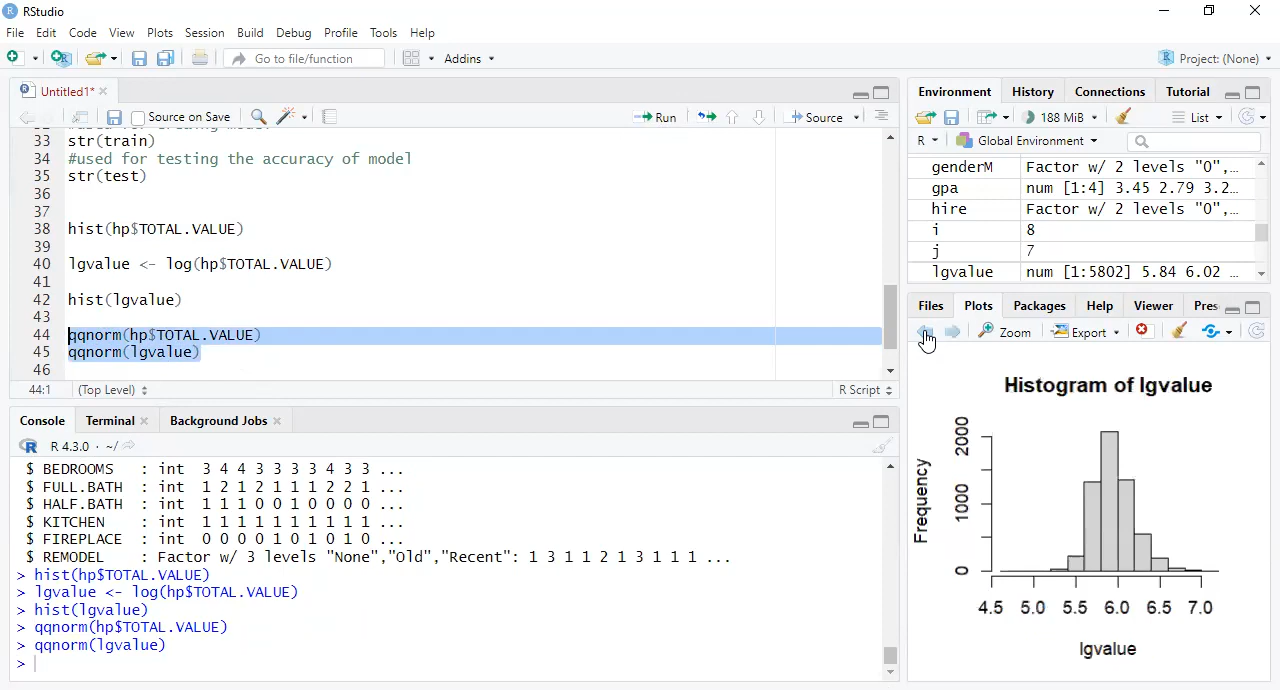 RStudio
File Edit Code View Plots Session Build Debug Profile Tools Help
Go to file/function Addins Project: (None)
Untitled1*
Source on Save Run Source
33 str(train)
34 #used for testing the accuracy of model
35 str(test)
36
37
38 hist(hp$TOTAL.VALUE)
39
40 lgvalue <- log(hp$TOTAL.VALUE)
41
42 hist(lgvalue)
43
44 qqnorm(hp$TOTAL.VALUE)
45 qqnorm(lgvalue)
46
44:1 (Top Level) R Script
Console Terminal Background Jobs
R 4.3.0 · ~/
$ BEDROOMS : int 3 4 4 3 3 3 3 4 3 3 ...
$ FULL.BATH : int 1 2 1 2 1 1 1 2 2 1 ...
$ HALF.BATH : int 1 1 1 0 0 1 0 0 0 0 ...
$ KITCHEN : int 1 1 1 1 1 1 1 1 1 1 ...
$ FIREPLACE : int 0 0 0 0 1 0 1 0 1 0 ...
$ REMODEL : Factor w/ 3 levels "None","Old","Recent": 1 3 1 1 2 1 3 1 1 1 ...
> hist(hp$TOTAL.VALUE)
> lgvalue <- log(hp$TOTAL.VALUE)
> hist(lgvalue)
> qqnorm(hp$TOTAL.VALUE)
> qqnorm(lgvalue)
>
Environment History Connections Tutorial
188 MiB List
R Global Environment
genderM Factor w/ 2 levels "0",…
gpa num [1:4] 3.45 2.79 3.2…
hire Factor w/ 2 levels "0",…
i 8
j 7
lgvalue num [1:5802] 5.84 6.02 …
Files Plots Packages Help Viewer Pres
Zoom Export
Histogram of lgvalue
Frequency
2000
1000
0
4.5 5.0 5.5 6.0 6.5 7.0
lgvalue